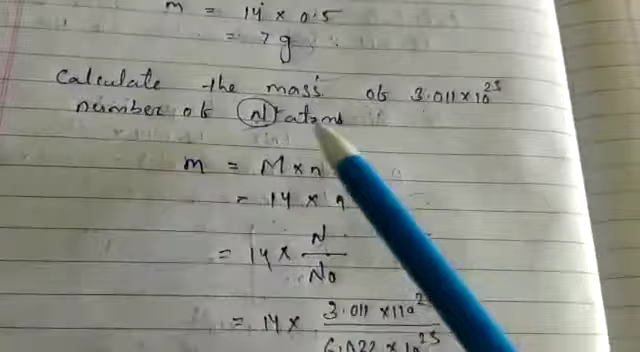 m = 14 × 0.5
= 7 g
Calculate the mass of 3.011×10²³
number of N atoms
m = M × n
= 14 × n
= 14 × N/N₀
= 14 × 3.011 × 10²³ / 6.022 × 10²³